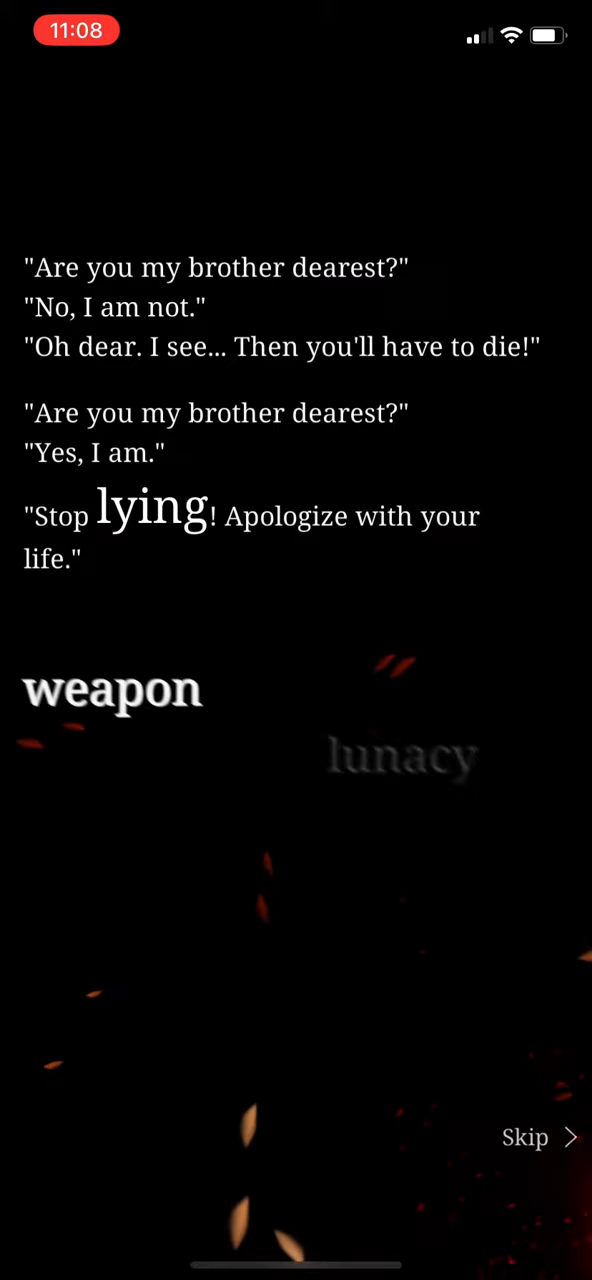 11:08
"Are you my brother dearest?"
"No, I am not."
"Oh dear. I see... Then you'll have to die!"
"Are you my brother dearest?"
"Yes, I am."
"Stop lying! Apologize with your
life."
weapon
lunacy
Skip